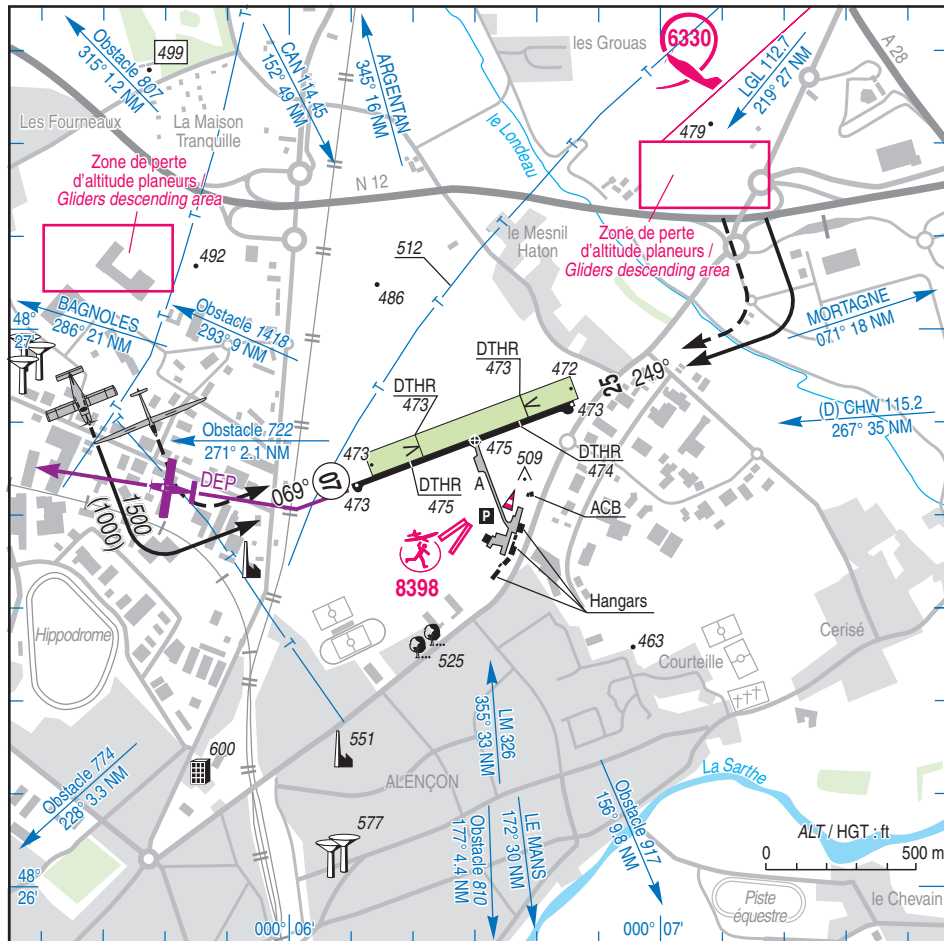 Obstacle 807
315° 1.2 NM
499
CAN 114.45
152° 49 NM
ARGENTAN
345° 16 NM
les Grouas
6330
LGL 112.7
219° 27 NM
A 28
Les Fourneaux
La Maison
Tranquille
le Londeau
479
Zone de perte
d'altitude planeurs /
Gliders descending area
N 12
le Mesnil
Haton
Zone de perte
d'altitude planeurs /
Gliders descending area
492
512
486
BAGNOLES
286° 21 NM
Obstacle 1418
293° 9 NM
MORTAGNE
071° 18 NM
48°
27'
DTHR
473
DTHR
473
472
25
249°
473
(D) CHW 115.2
267° 35 NM
Obstacle 722
271° 2.1 NM
475
509
DTHR
474
473
DEP
069°
07
473
DTHR
475
A
P
ACB
1500
(1000)
8398
Hangars
Hippodrome
525
463
Courteille
Cerisé
LM 326
355° 33 NM
600
551
ALENÇON
Obstacle 774
228° 3.3 NM
577
Obstacle 810
177° 4.4 NM
LE MANS
172° 30 NM
Obstacle 917
156° 9.8 NM
La Sarthe
ALT / HGT : ft
0
500 m
48°
26'
Piste
équestre
le Chevain
000° 06'
000° 07'
T
T
T
T
T
T
T
T
T